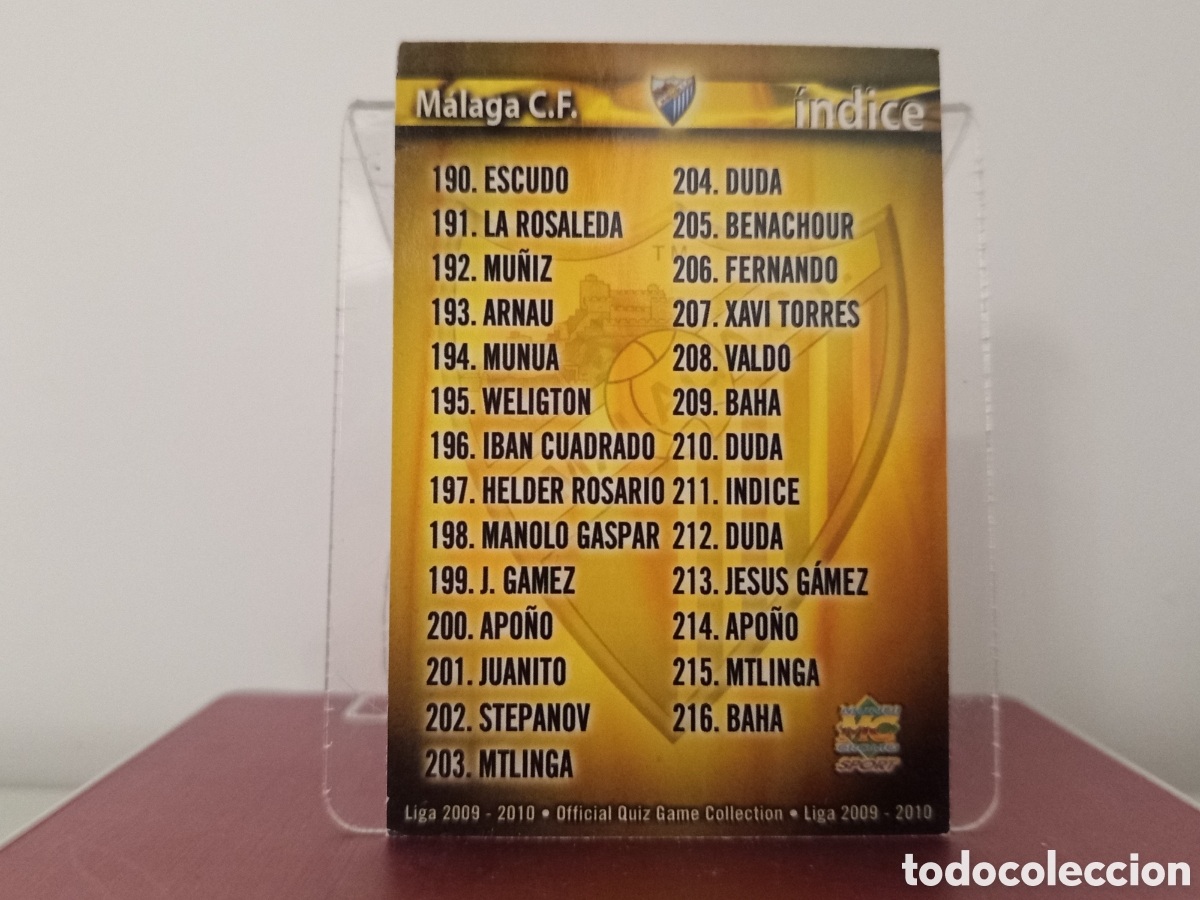 Málaga C.F.
índice
190. ESCUDO
191. LA ROSALEDA
192. MUÑIZ
193. ARNAU
194. MUNUA
195. WELIGTON
196. IBAN CUADRADO
197. HELDER ROSARIO
198. MANOLO GASPAR
199. J. GAMEZ
200. APOÑO
201. JUANITO
202. STEPANOV
203. MTLINGA
204. DUDA
205. BENACHOUR
206. FERNANDO
207. XAVI TORRES
208. VALDO
209. BAHA
210. DUDA
211. INDICE
212. DUDA
213. JESUS GÁMEZ
214. APOÑO
215. MTLINGA
216. BAHA
TM
MC
SPORT
Liga 2009 - 2010 • Official Quiz Game Collection • Liga 2009 - 2010
todocoleccion